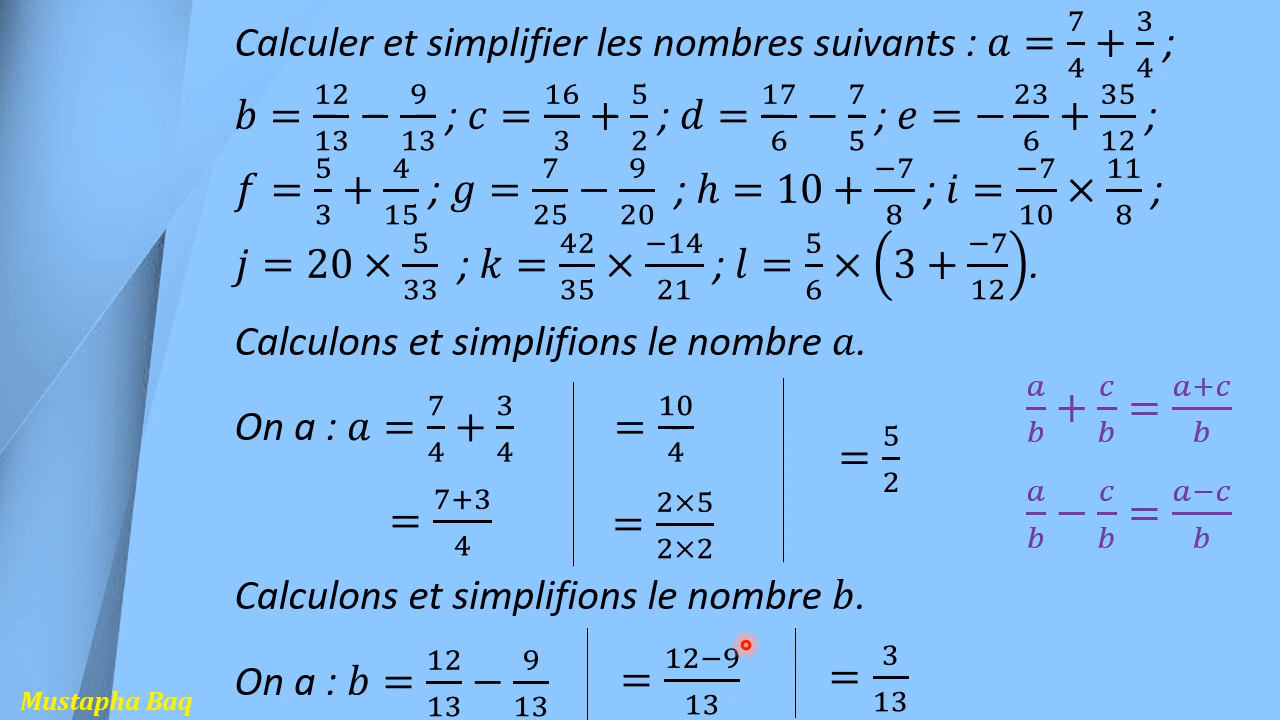 Calculer et simplifier les nombres suivants : a = 7/4 + 3/4 ;
b = 12/13 − 9/13 ; c = 16/3 + 5/2 ; d = 17/6 − 7/5 ; e = − 23/6 + 35/12 ;
f = 5/3 + 4/15 ; g = 7/25 − 9/20 ; h = 10 + −7/8 ; i = −7/10 × 11/8 ;
j = 20 × 5/33 ; k = 42/35 × −14/21 ; l = 5/6 × (3 + −7/12).
Calculons et simplifions le nombre a.
On a : a = 7/4 + 3/4
= 7+3/4
= 10/4
= 2×5/2×2
= 5/2
a/b + c/b = a+c/b
a/b − c/b = a−c/b
Calculons et simplifions le nombre b.
On a : b = 12/13 − 9/13
= 12−9/13
= 3/13
Mustapha Baq